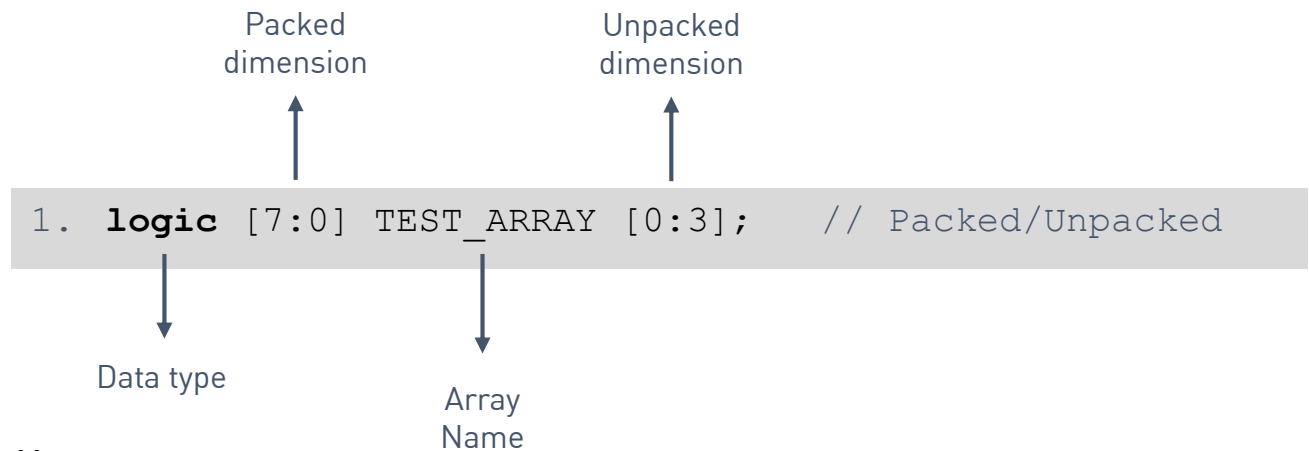 Packed
dimension
Unpacked
dimension
1. logic [7:0] TEST_ARRAY [0:3]; // Packed/Unpacked
Data type
Array
Name